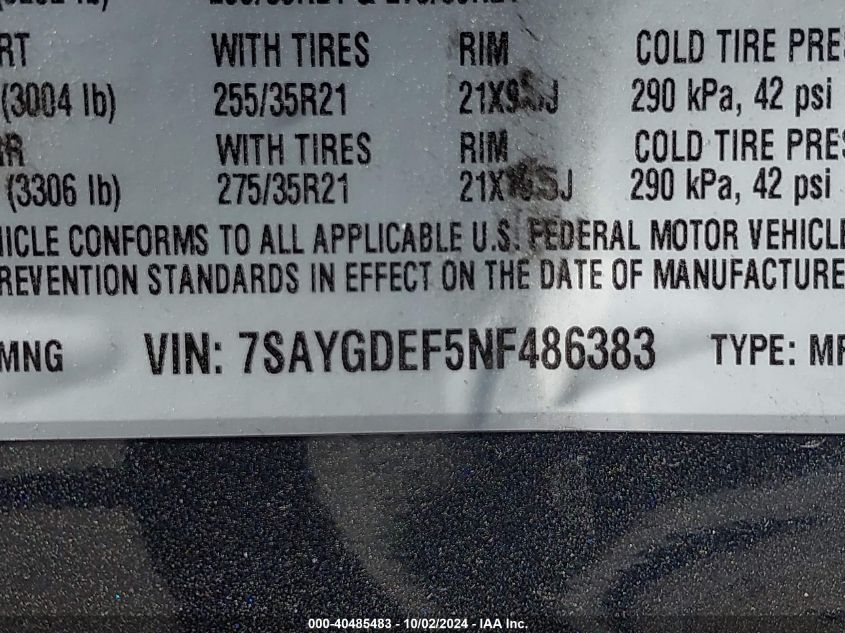 RT WITH TIRES RIM COLD TIRE PRES
(3004 lb) 255/35R21 290 kPa, 42 psi
WITH TIRES RIM COLD TIRE PRES
(3306 lb) 275/35R21 290 kPa, 42 psi
HICLE CONFORMS TO ALL APPLICABLE U.S. FEDERAL MOTOR VEHICLE
REVENTION STANDARDS IN EFFECT ON THE DATE OF MANUFACTURE
MNG VIN: 7SAYGDEF5NF486383 TYPE: MP
000-40485483 - 10/02/2024 - IAA Inc.